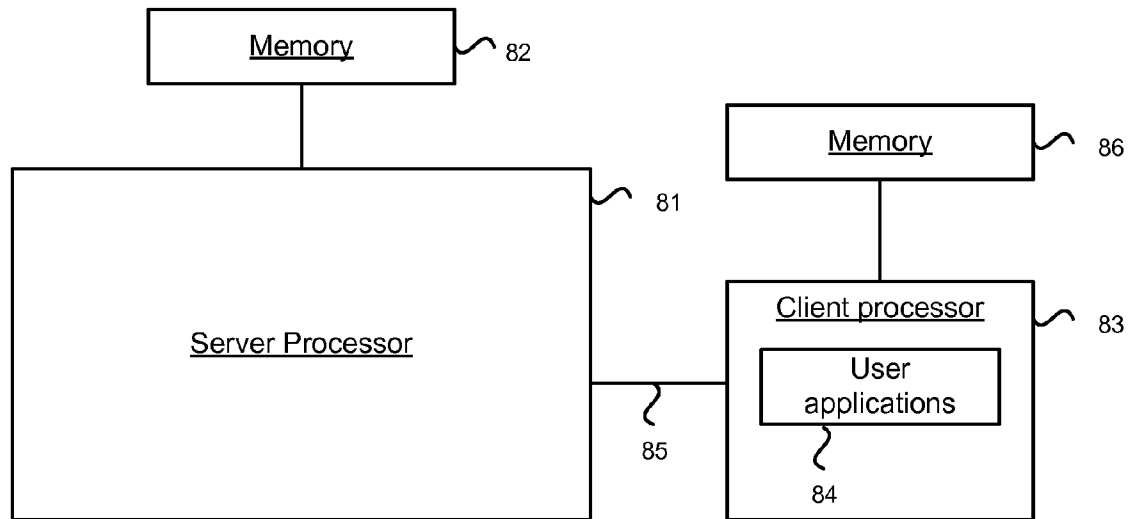 Memory
82
Memory
86
81
Client processor
83
Server Processor
User
applications
85
84